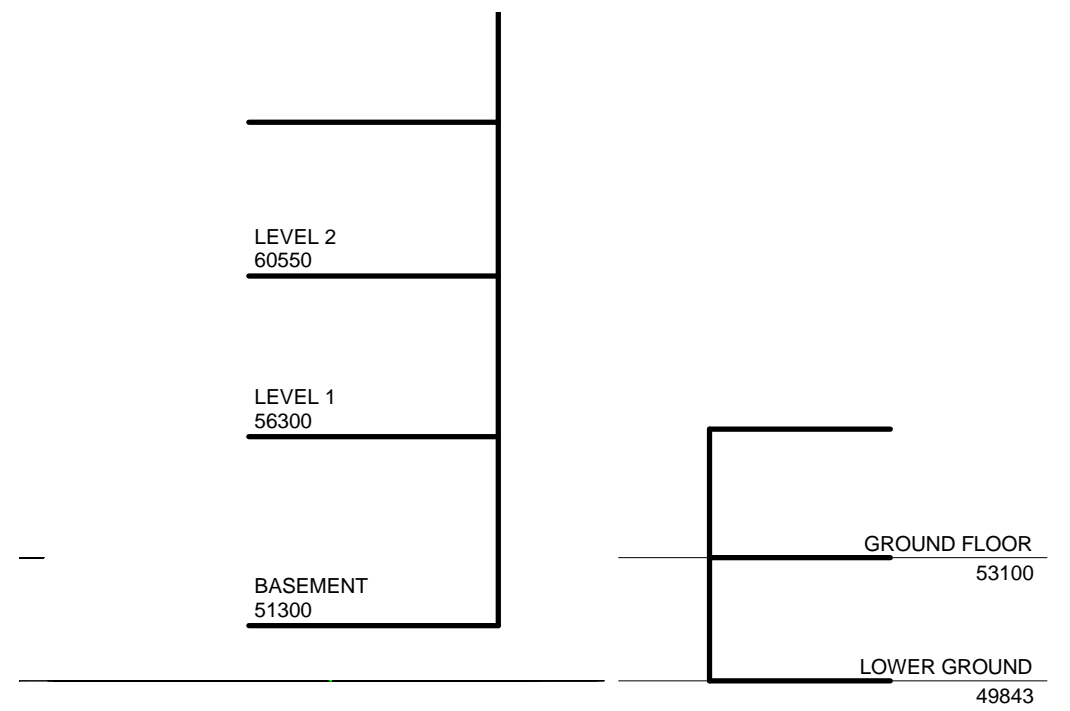 LEVEL 2
60550
LEVEL 1
56300
GROUND FLOOR
53100
BASEMENT
51300
LOWER GROUND
49843